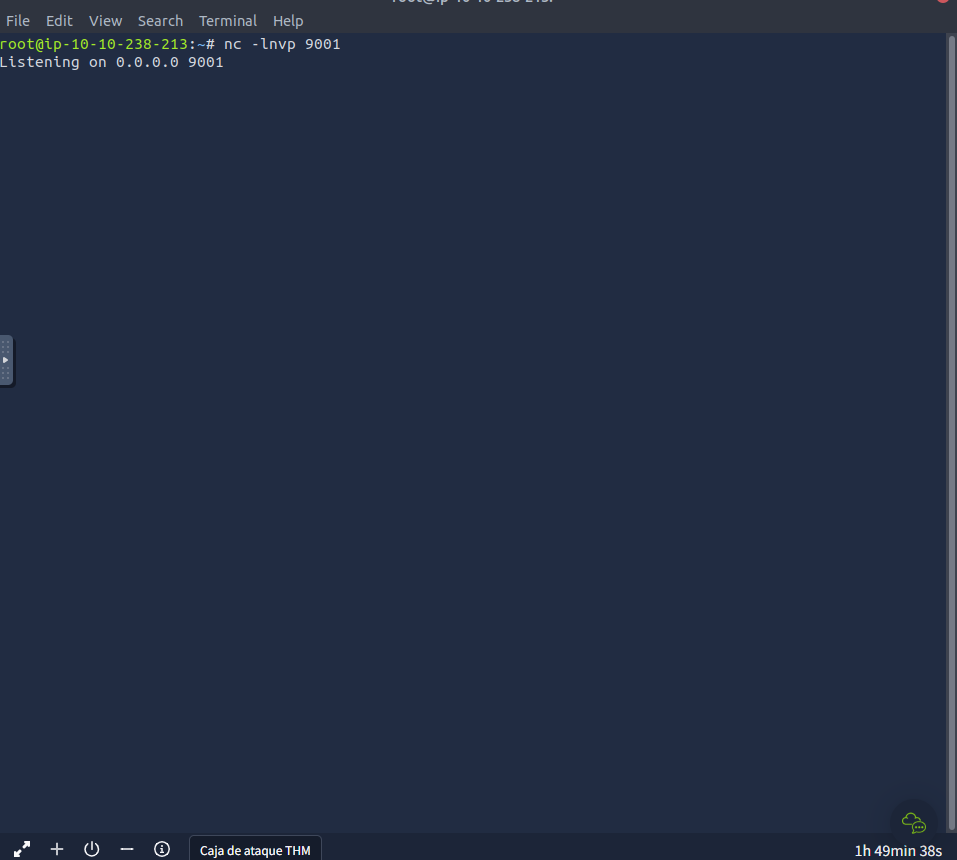 File Edit View Search Terminal Help
root@ip-10-10-238-213:~# nc -lnvp 9001
Listening on 0.0.0.0 9001
Caja de ataque THM
1h 49min 38s